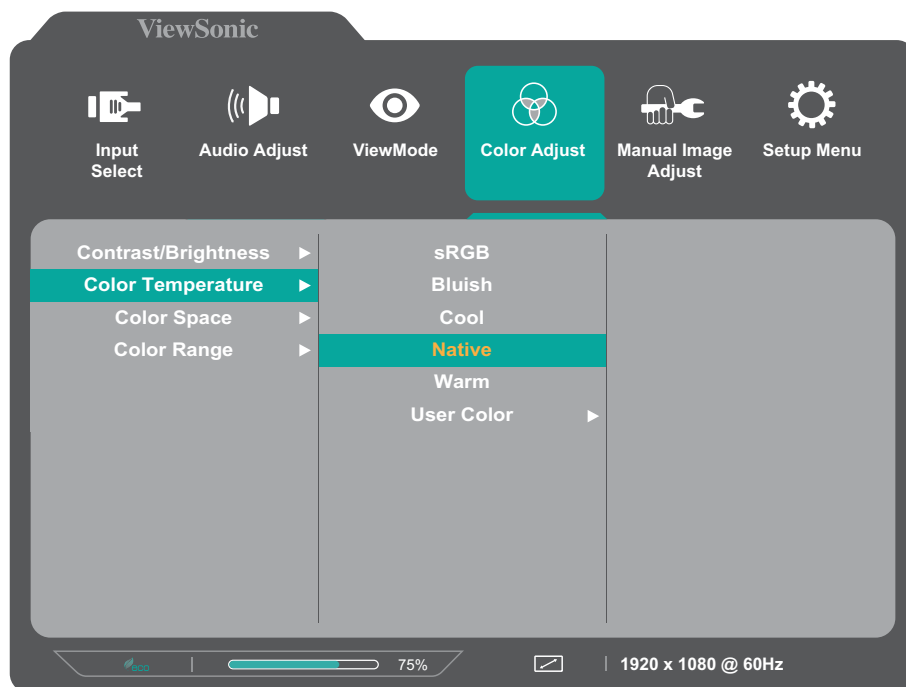 ViewSonic
Input Select
Audio Adjust
ViewMode
Color Adjust
Manual Image Adjust
Setup Menu
Contrast/Brightness
Color Temperature
Color Space
Color Range
sRGB
Bluish
Cool
Native
Warm
User Color
eco
75%
1920 x 1080 @ 60Hz